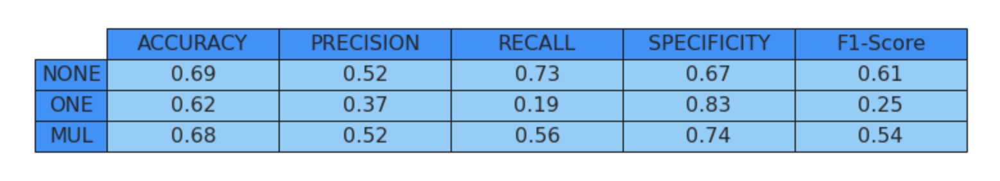 ACCURACY PRECISION RECALL SPECIFICITY F1-Score
NONE 0.69 0.52 0.73 0.67 0.61
ONE 0.62 0.37 0.19 0.83 0.25
MUL 0.68 0.52 0.56 0.74 0.54